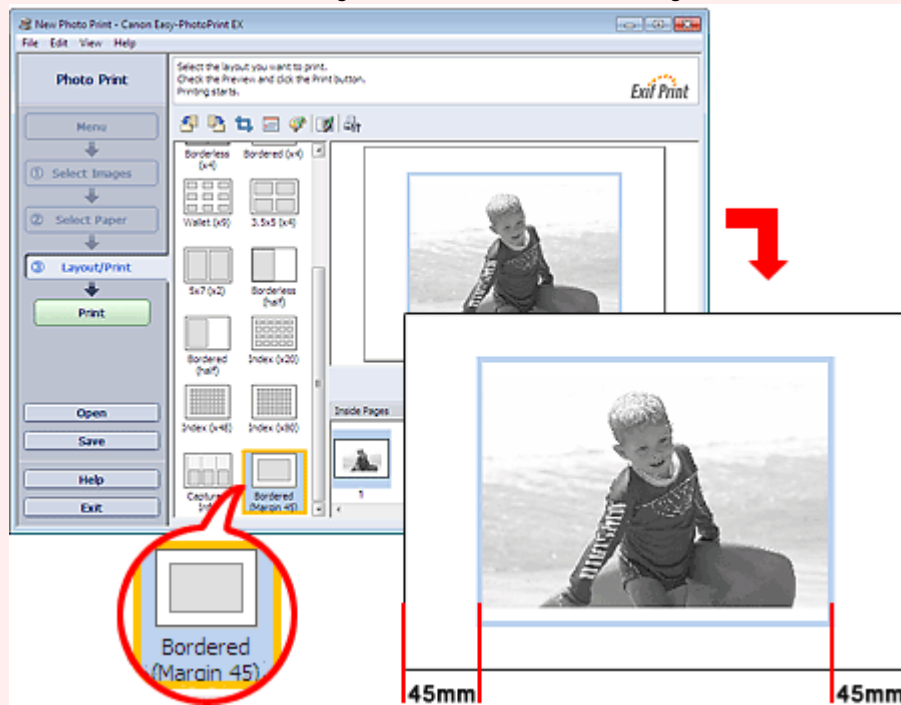 New Photo Print - Canon Easy-PhotoPrint EX
File Edit View Help
Photo Print
Select the layout you want to print.
Check the Preview and click the Print button.
Printing starts.
Exif Print
Menu
① Select Images
② Select Paper
③ Layout/Print
Print
Open
Save
Help
Exit
Borderless
(x4)
Bordered (x4)
Wallet (x9)
3.5x5 (x4)
5x7 (x2)
Borderless
(half)
Bordered
(half)
Index (x20)
Index (x48)
Index (x80)
Bordered
(Margin 45)
Inside Pages
1
Bordered
(Margin 45)
45mm
45mm